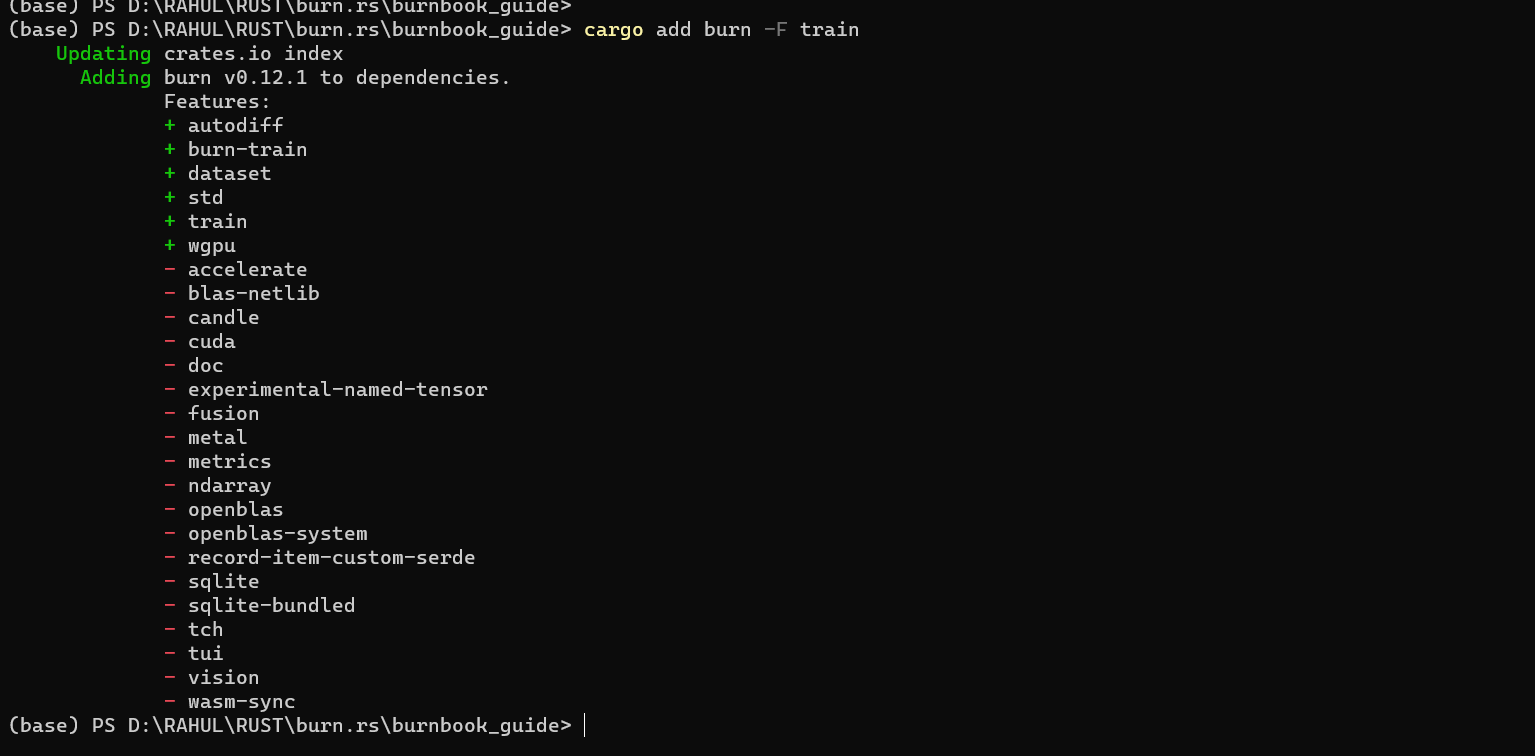 (base) PS D:\RAHUL\RUST\burn.rs\burnbook_guide>
(base) PS D:\RAHUL\RUST\burn.rs\burnbook_guide> cargo add burn -F train
    Updating crates.io index
      Adding burn v0.12.1 to dependencies.
             Features:
             + autodiff
             + burn-train
             + dataset
             + std
             + train
             + wgpu
             - accelerate
             - blas-netlib
             - candle
             - cuda
             - doc
             - experimental-named-tensor
             - fusion
             - metal
             - metrics
             - ndarray
             - openblas
             - openblas-system
             - record-item-custom-serde
             - sqlite
             - sqlite-bundled
             - tch
             - tui
             - vision
             - wasm-sync
(base) PS D:\RAHUL\RUST\burn.rs\burnbook_guide>